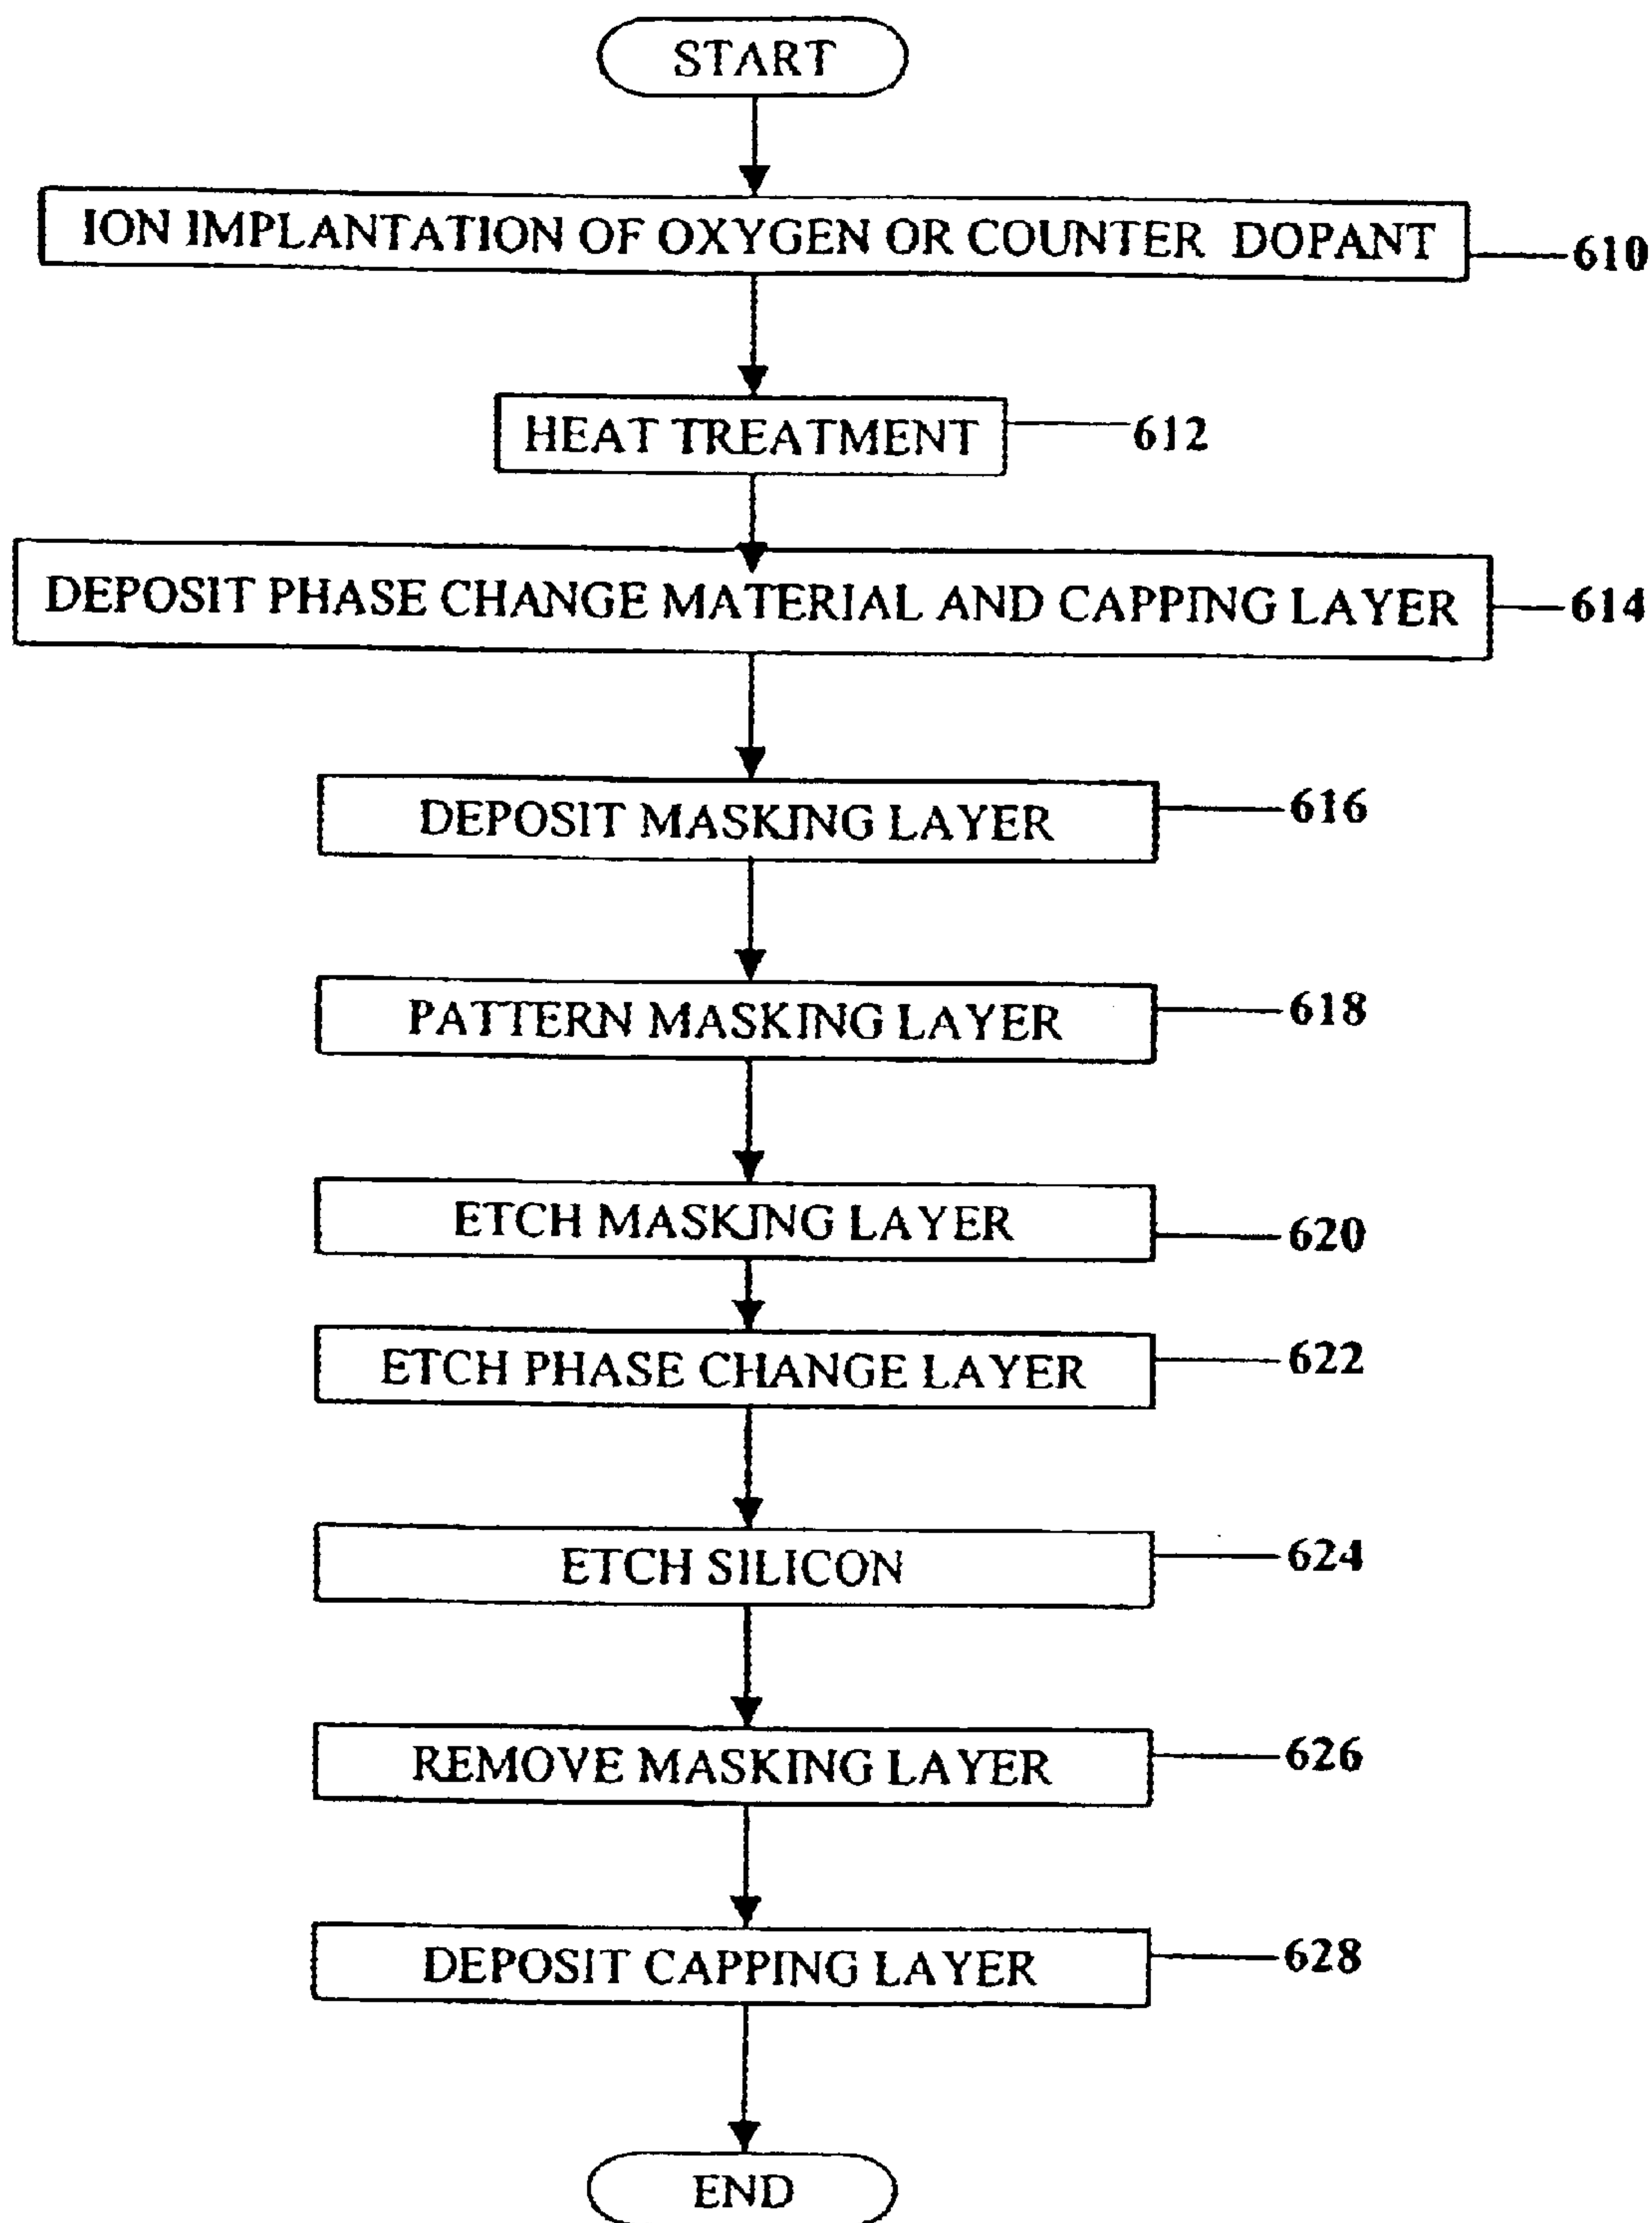 START
ION IMPLANTATION OF OXYGEN OR COUNTER DOPANT
610
HEAT TREATMENT
612
DEPOSIT PHASE CHANGE MATERIAL AND CAPPING LAYER
614
DEPOSIT MASKING LAYER
616
PATTERN MASKING LAYER
618
ETCH MASKING LAYER
620
ETCH PHASE CHANGE LAYER
622
ETCH SILICON
624
REMOVE MASKING LAYER
626
DEPOSIT CAPPING LAYER
628
END